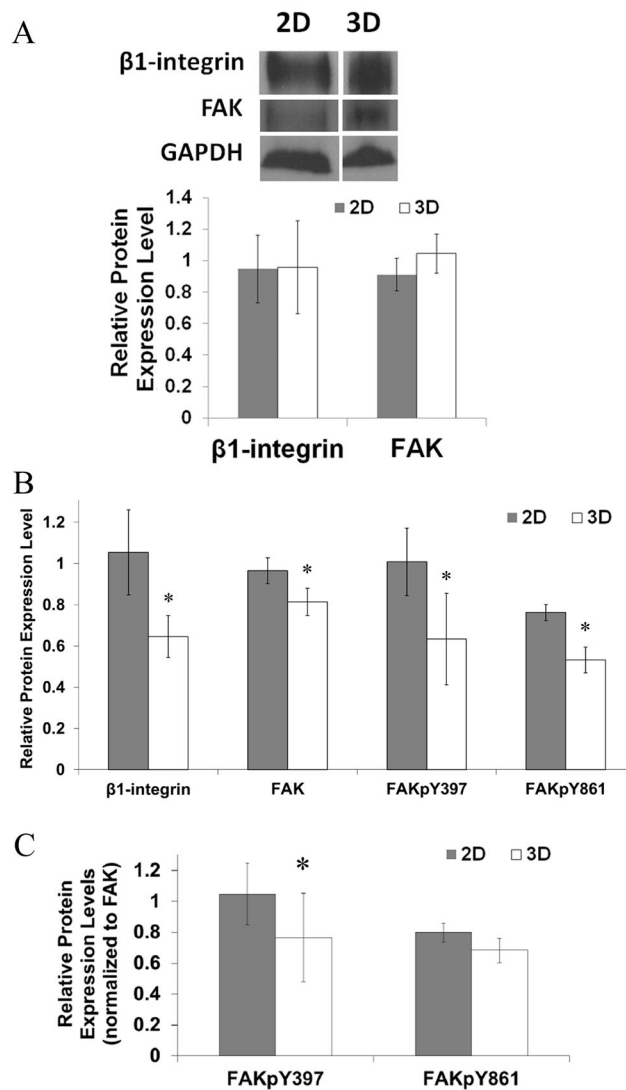 A
2D 3D
β1-integrin
FAK
GAPDH
Relative Protein
Expression Level
1.4
1.2
1
0.8
0.6
0.4
0.2
0
2D 3D
β1-integrin FAK
B
Relative Protein Expression Level
1.2
1
0.8
0.6
0.4
0.2
0
2D 3D
* * * *
β1-integrin FAK FAKpY397 FAKpY861
C
Relative Protein
Expression Levels
(normalized to FAK)
1.2
1
0.8
0.6
0.4
0.2
0
2D 3D
*
FAKpY397 FAKpY861